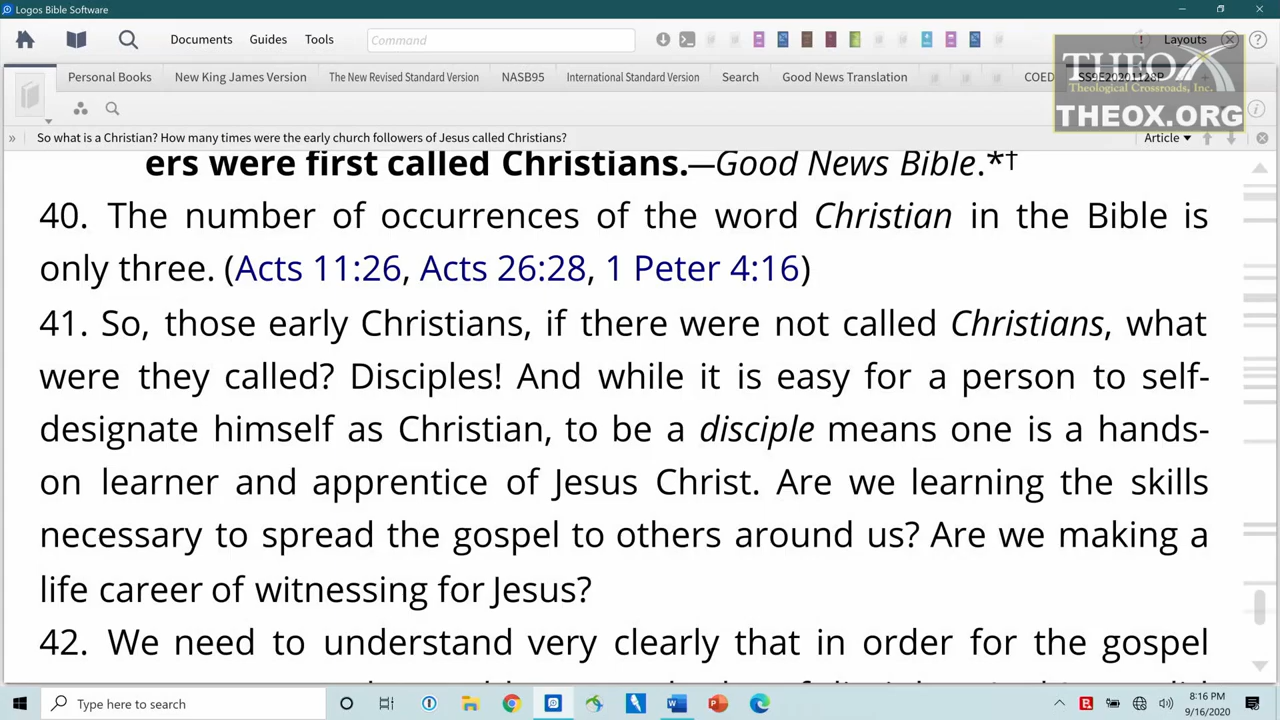 Logos Bible Software
Documents Guides Tools Command Layouts
THEOX
Theological Crossroads, Inc.
THEOX.ORG
Personal Books New King James Version The New Revised Standard Version NASB95 International Standard Version Search Good News Translation COED SS9E20201128P
So what is a Christian? How many times were the early church followers of Jesus called Christians? Article
ers were first called Christians.—Good News Bible.*†
40. The number of occurrences of the word Christian in the Bible is
only three. (Acts 11:26, Acts 26:28, 1 Peter 4:16)
41. So, those early Christians, if there were not called Christians, what
were they called? Disciples! And while it is easy for a person to self-
designate himself as Christian, to be a disciple means one is a hands-
on learner and apprentice of Jesus Christ. Are we learning the skills
necessary to spread the gospel to others around us? Are we making a
life career of witnessing for Jesus?
42. We need to understand very clearly that in order for the gospel
Type here to search
8:16 PM
9/16/2020